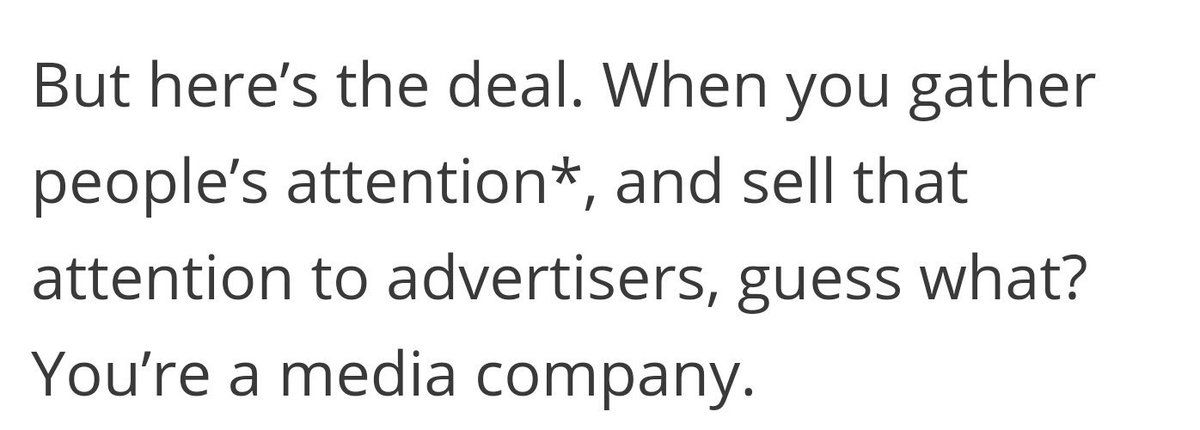 But here’s the deal. When you gather
people’s attention*, and sell that
attention to advertisers, guess what?
You’re a media company.